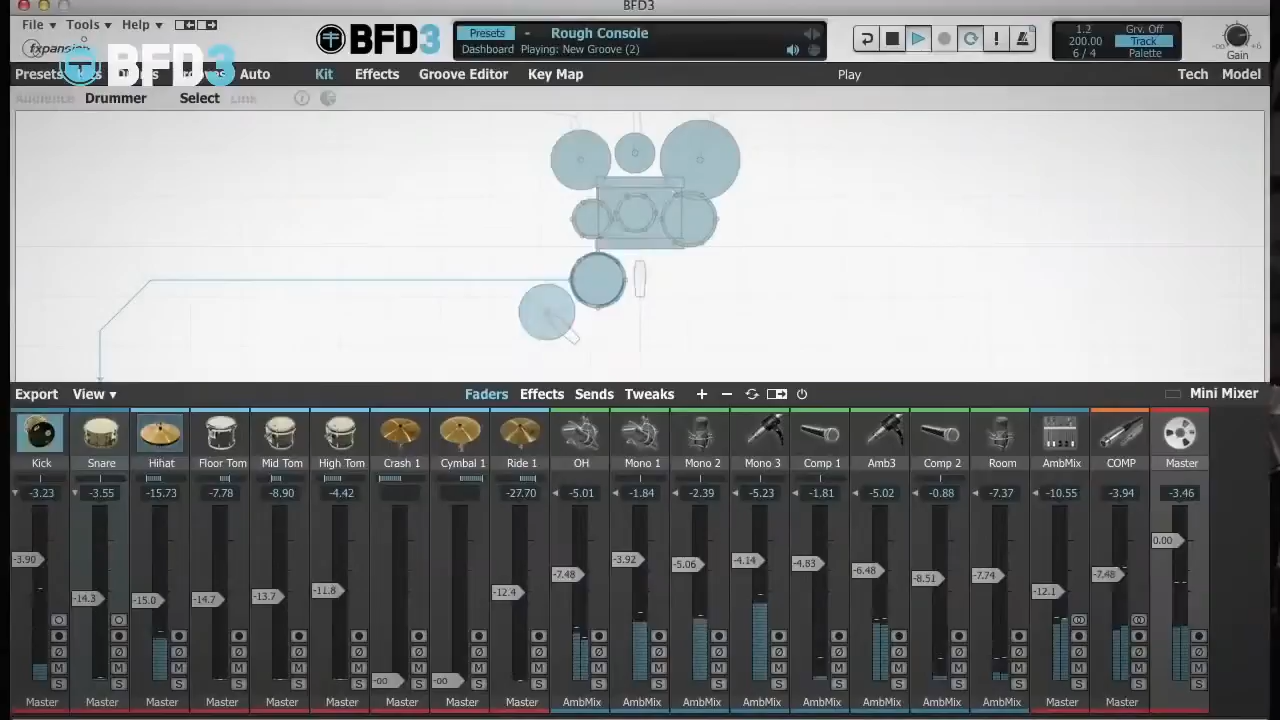 BFD3
File ▾ Tools ▾ Help ▾
fxpansion
BFD3
BFD3
Presets - Rough Console
Dashboard Playing: New Groove (2)
1.2 Grv. Off
200.00 Track
6 / 4 Palette
-oo +6
Gain
Presets Auto Kit Effects Groove Editor Key Map Play Tech Model
Audience Drummer Select Link
Export View ▾ Faders Effects Sends Tweaks + − Mini Mixer
Kick Snare Hihat Floor Tom Mid Tom High Tom Crash 1 Cymbal 1 Ride 1 OH Mono 1 Mono 2 Mono 3 Comp 1 Amb3 Comp 2 Room AmbMix COMP Master
-3.23 -3.55 -15.73 -7.78 -8.90 -4.42 -27.70 -5.01 -1.84 -2.39 -5.23 -1.81 -5.02 -0.88 -7.37 -10.55 -3.94 -3.46
-3.90 -14.3 -15.0 -14.7 -13.7 -11.8 -oo -oo -12.4 -7.48 -3.92 -5.06 -4.14 -4.83 -6.48 -8.51 -7.74 -12.1 -7.48 0.00
Ø Ø Ø Ø Ø Ø Ø Ø Ø Ø Ø Ø Ø Ø Ø Ø Ø Ø Ø Ø
M M M M M M M M M M M M M M M M M M M M
S S S S S S S S S S S S S S S S S S S S
Master Master Master Master Master Master Master Master Master AmbMix AmbMix AmbMix AmbMix AmbMix AmbMix AmbMix AmbMix Master Master